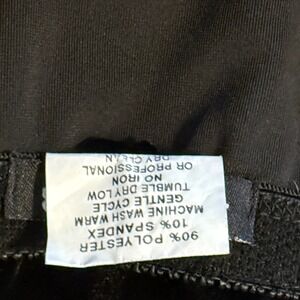 90% POLYESTER
10% SPANDEX
MACHINE WASH WARM
GENTLE CYCLE
TUMBLE DRY LOW
NO IRON
OR PROFESSIONAL
DRY CLEAN